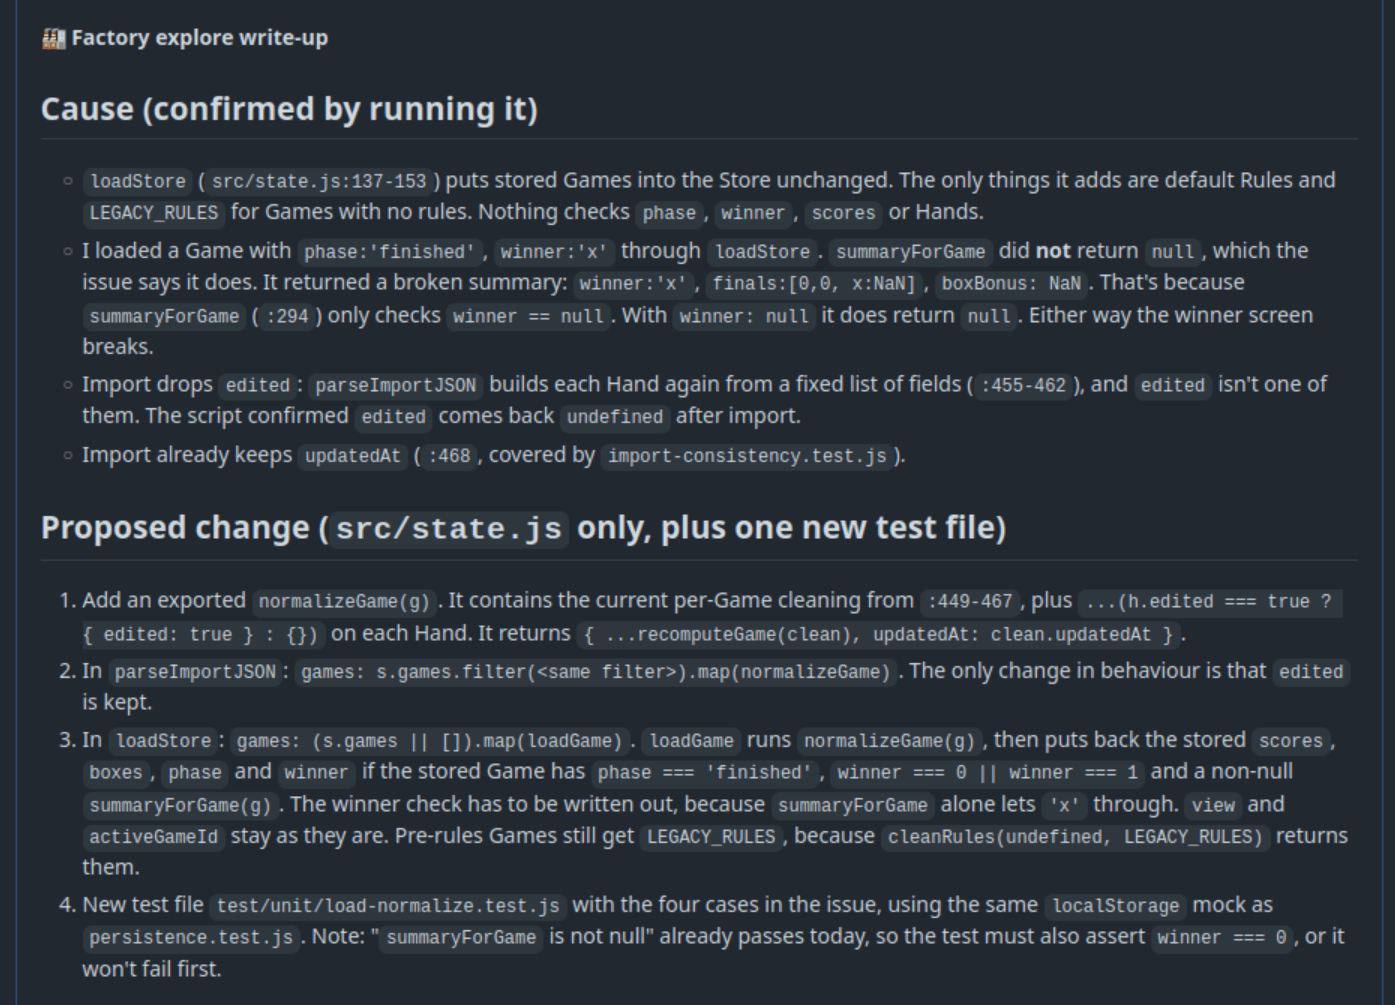 🏭 Factory explore write-up
Cause (confirmed by running it)
loadStore ( src/state.js:137-153 ) puts stored Games into the Store unchanged. The only things it adds are default Rules and
LEGACY_RULES for Games with no rules. Nothing checks phase , winner , scores or Hands.
I loaded a Game with phase:'finished' , winner:'x' through loadStore . summaryForGame did not return null , which the
issue says it does. It returned a broken summary: winner:'x' , finals:[0,0, x:NaN] , boxBonus: NaN . That's because
summaryForGame ( :294 ) only checks winner == null . With winner: null it does return null . Either way the winner screen
breaks.
Import drops edited : parseImportJSON builds each Hand again from a fixed list of fields ( :455-462 ), and edited isn't one of
them. The script confirmed edited comes back undefined after import.
Import already keeps updatedAt ( :468 , covered by import-consistency.test.js ).
Proposed change ( src/state.js only, plus one new test file)
1. Add an exported normalizeGame(g) . It contains the current per-Game cleaning from :449-467 , plus ...(h.edited === true ?
{ edited: true } : {}) on each Hand. It returns { ...recomputeGame(clean), updatedAt: clean.updatedAt } .
2. In parseImportJSON : games: s.games.filter(<same filter>).map(normalizeGame) . The only change in behaviour is that edited
is kept.
3. In loadStore : games: (s.games || []).map(loadGame) . loadGame runs normalizeGame(g) , then puts back the stored scores ,
boxes , phase and winner if the stored Game has phase === 'finished' , winner === 0 || winner === 1 and a non-null
summaryForGame(g) . The winner check has to be written out, because summaryForGame alone lets 'x' through. view and
activeGameId stay as they are. Pre-rules Games still get LEGACY_RULES , because cleanRules(undefined, LEGACY_RULES) returns
them.
4. New test file test/unit/load-normalize.test.js with the four cases in the issue, using the same localStorage mock as
persistence.test.js . Note: " summaryForGame is not null" already passes today, so the test must also assert winner === 0 , or it
won't fail first.